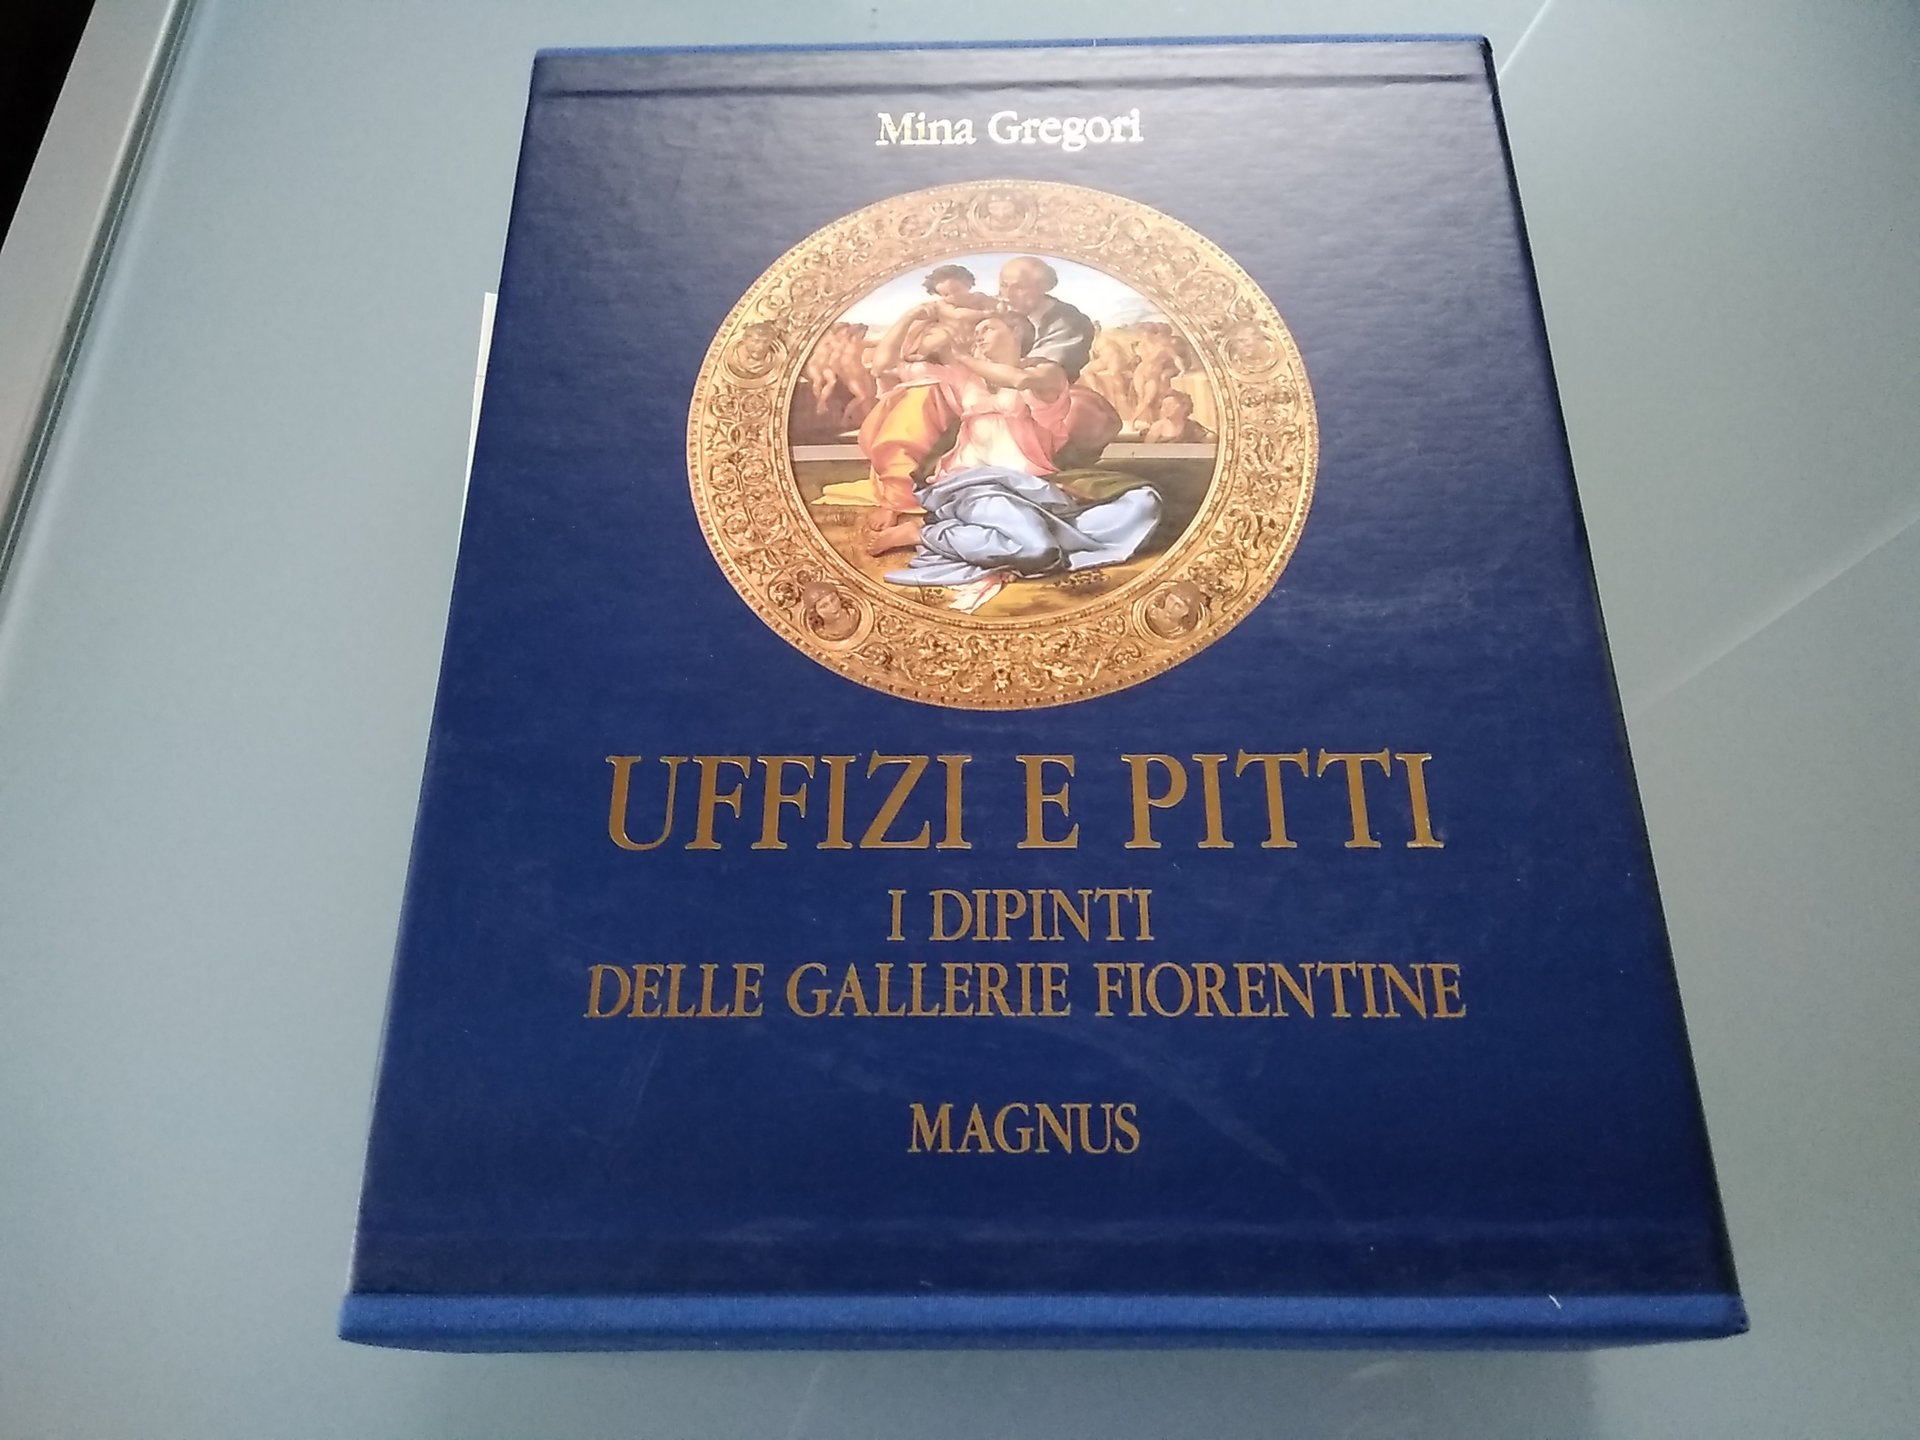 Mina Gregori
UFFIZI E PITTI
I DIPINTI
DELLE GALLERIE FIORENTINE
MAGNUS